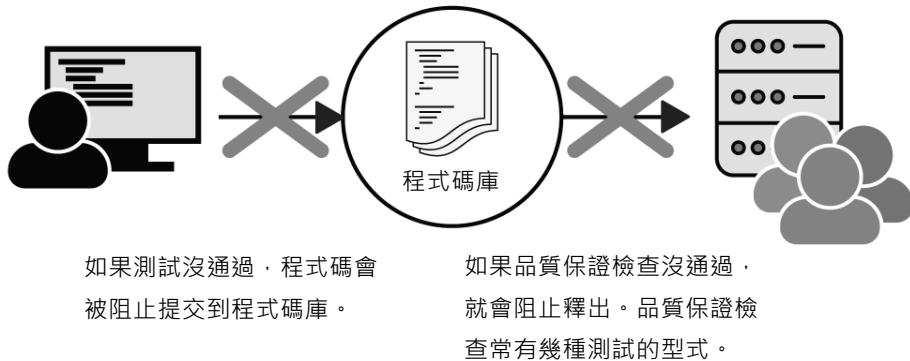 程式碼庫
如果測試沒通過，程式碼會
被阻止提交到程式碼庫。
如果品質保證檢查沒通過，
就會阻止釋出。品質保證檢
查常有幾種測試的型式。